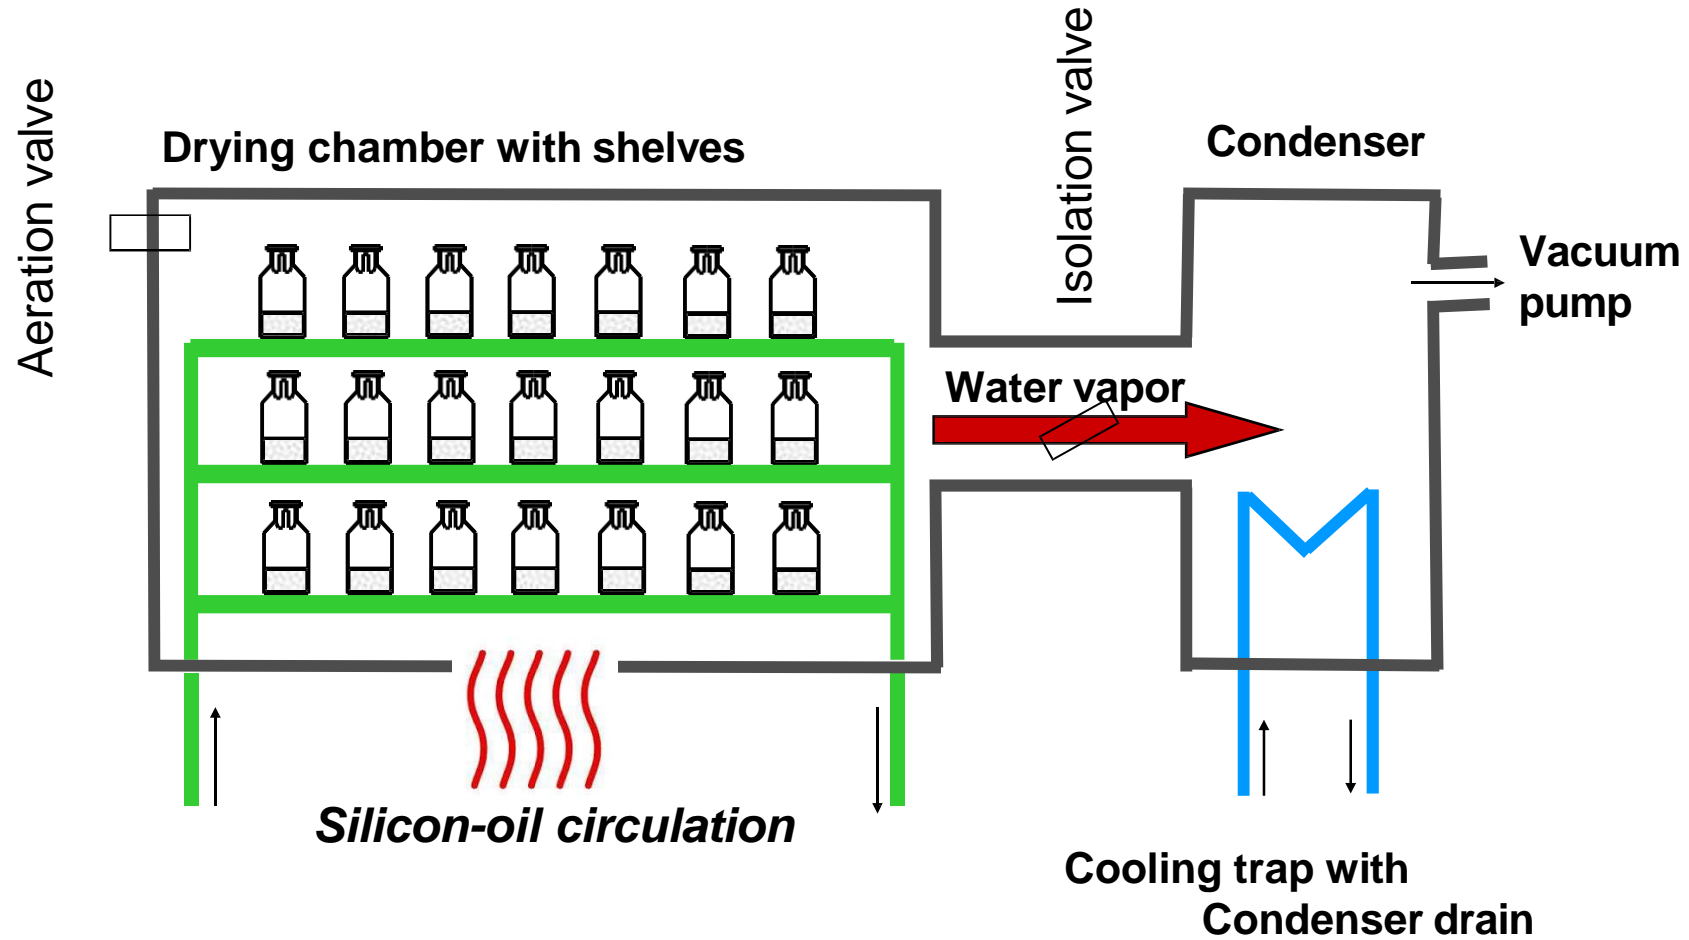 Aeration valve
Drying chamber with shelves
Isolation valve
Condenser
Vacuum
pump
Water vapor
Silicon-oil circulation
Cooling trap with
Condenser drain